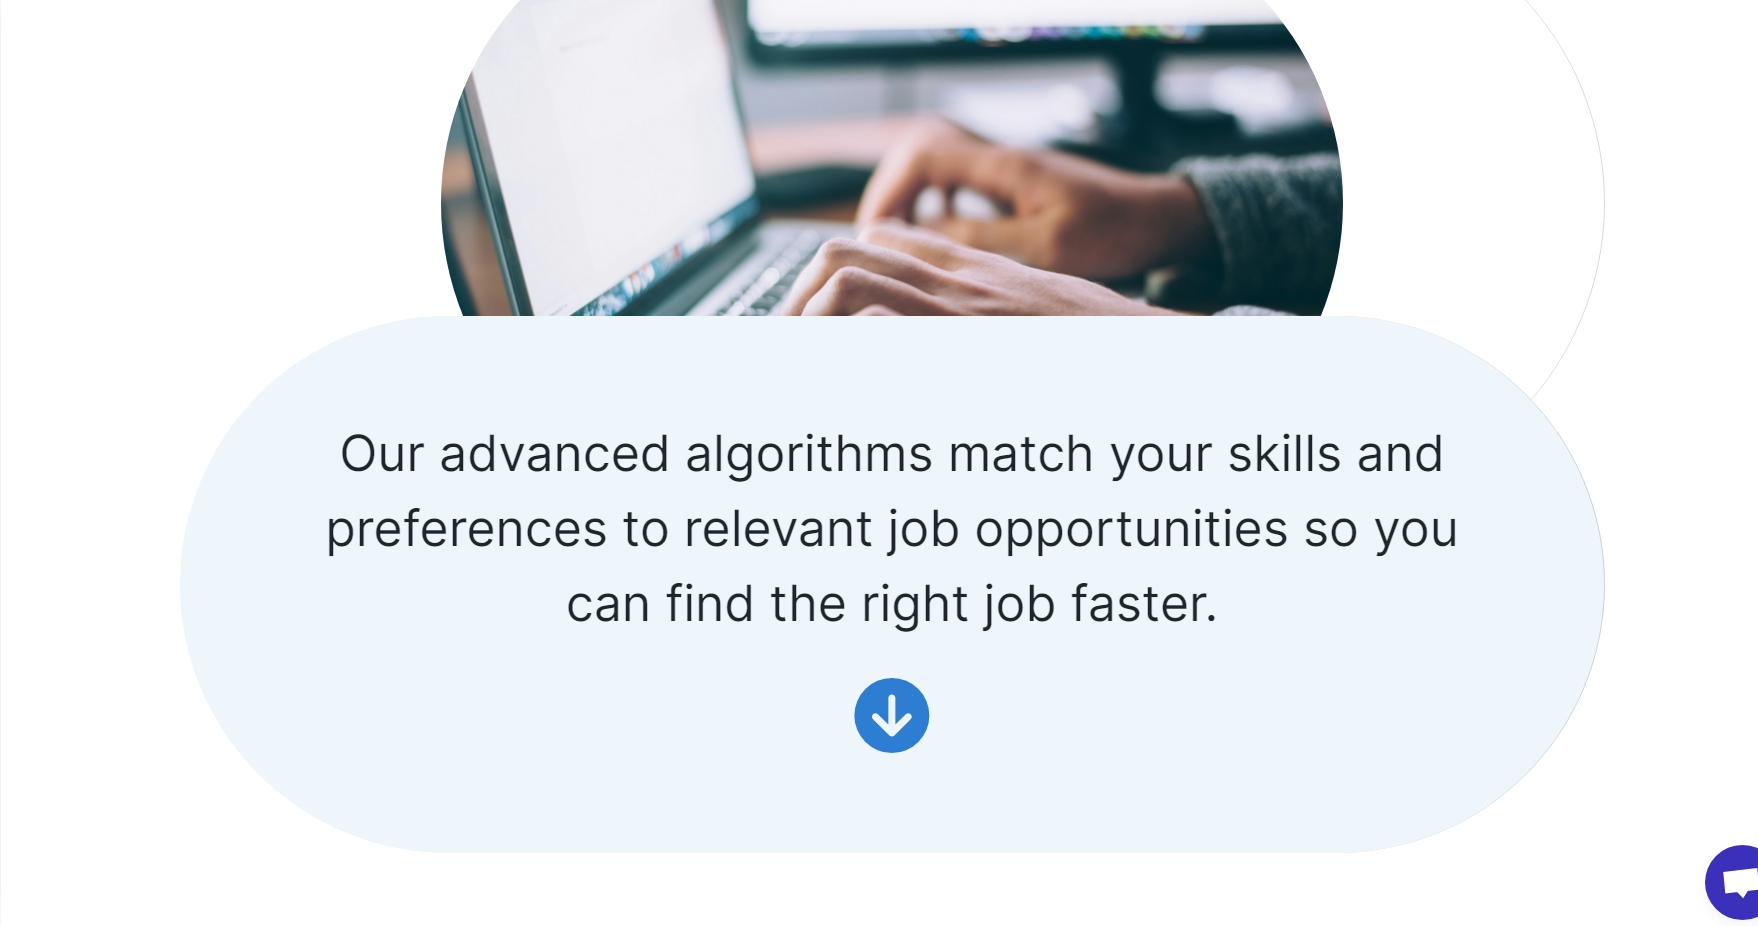 Our advanced algorithms match your skills and
preferences to relevant job opportunities so you
can find the right job faster.